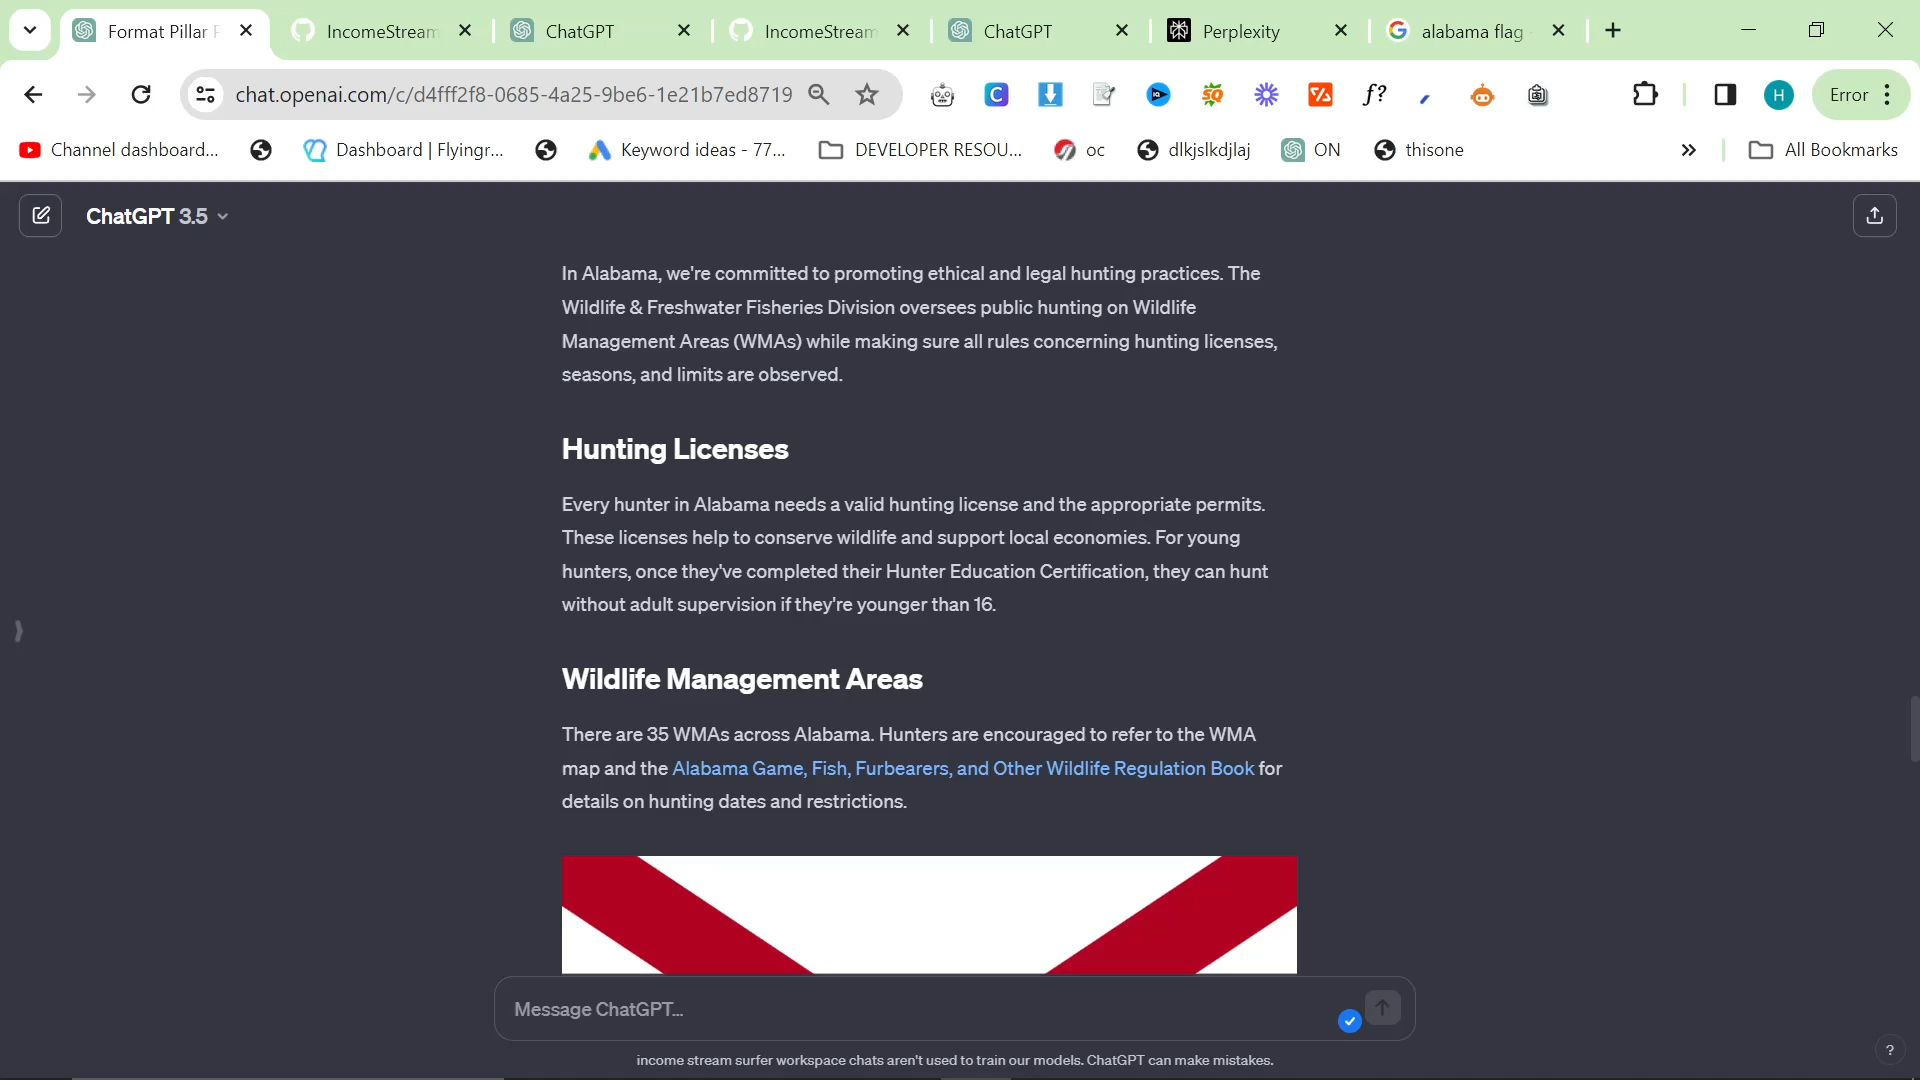 Format Pillar
IncomeStream
ChatGPT
IncomeStream
ChatGPT
Perplexity
alabama flag
chat.openai.com/c/d4fff2f8-0685-4a25-9be6-1e21b7ed8719
C
IQ
SQ
f?
H
Error
Channel dashboard...
Dashboard | Flyingr...
Keyword ideas - 77...
DEVELOPER RESOU...
oc
dlkjslkdjlaj
ON
thisone
All Bookmarks
ChatGPT 3.5
In Alabama, we're committed to promoting ethical and legal hunting practices. The
Wildlife & Freshwater Fisheries Division oversees public hunting on Wildlife
Management Areas (WMAs) while making sure all rules concerning hunting licenses,
seasons, and limits are observed.
Hunting Licenses
Every hunter in Alabama needs a valid hunting license and the appropriate permits.
These licenses help to conserve wildlife and support local economies. For young
hunters, once they've completed their Hunter Education Certification, they can hunt
without adult supervision if they're younger than 16.
Wildlife Management Areas
There are 35 WMAs across Alabama. Hunters are encouraged to refer to the WMA
map and the Alabama Game, Fish, Furbearers, and Other Wildlife Regulation Book for
details on hunting dates and restrictions.
Message ChatGPT...
income stream surfer workspace chats aren't used to train our models. ChatGPT can make mistakes.
?